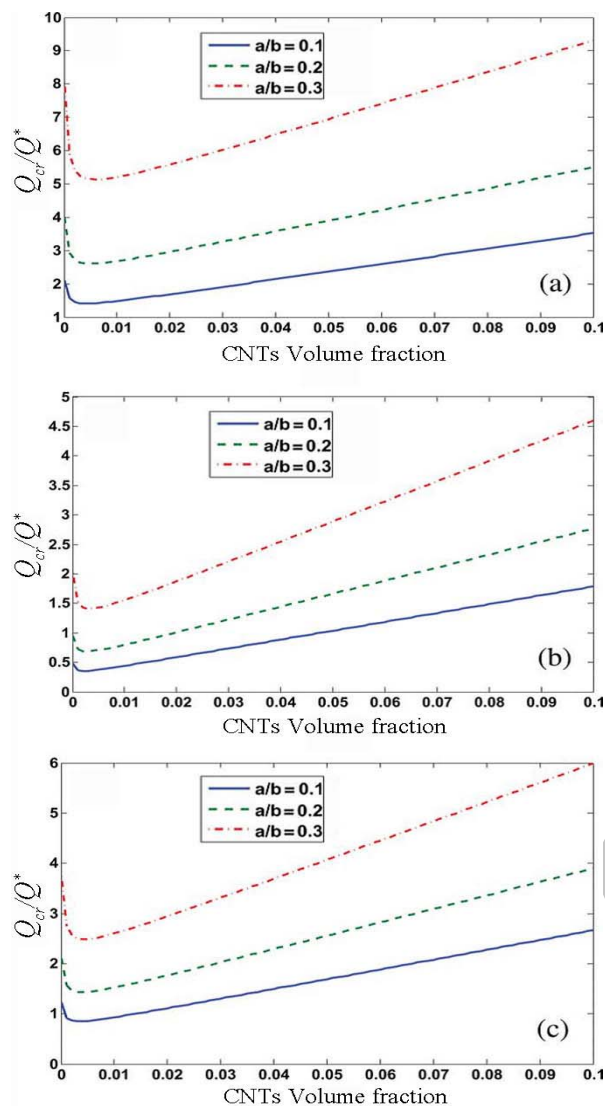 10
9
8
7
6
5
4
3
2
1
Qcr/Q*
a/b = 0.1
a/b = 0.2
a/b = 0.3
(a)
0 0.01 0.02 0.03 0.04 0.05 0.06 0.07 0.08 0.09 0.1
CNTs Volume fraction
5
4.5
4
3.5
3
2.5
2
1.5
1
0.5
0
Qcr/Q*
a/b = 0.1
a/b = 0.2
a/b = 0.3
(b)
0 0.01 0.02 0.03 0.04 0.05 0.06 0.07 0.08 0.09 0.1
CNTs Volume fraction
6
5
4
3
2
1
0
Qcr/Q*
a/b = 0.1
a/b = 0.2
a/b = 0.3
(c)
0 0.01 0.02 0.03 0.04 0.05 0.06 0.07 0.08 0.09 0.1
CNTs Volume fraction